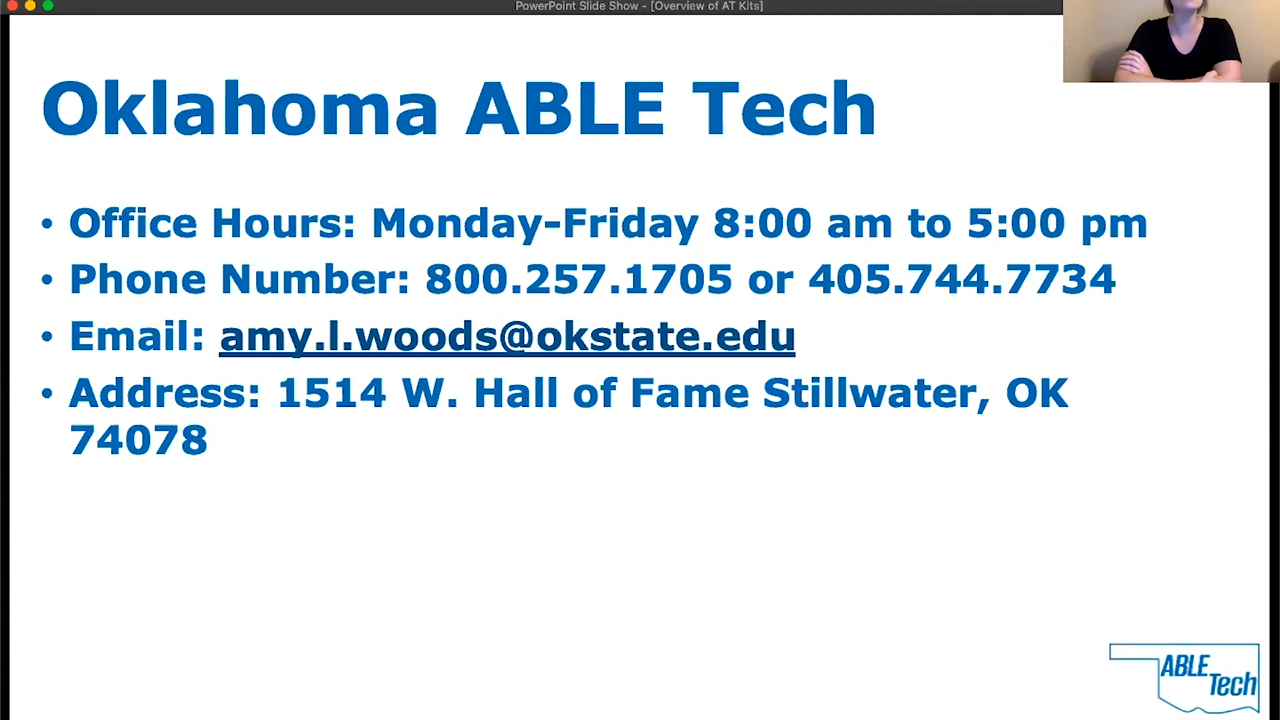 PowerPoint Slide Show - [Overview of AT Kits]
Oklahoma ABLE Tech
• Office Hours: Monday-Friday 8:00 am to 5:00 pm
• Phone Number: 800.257.1705 or 405.744.7734
• Email: amy.l.woods@okstate.edu
• Address: 1514 W. Hall of Fame Stillwater, OK
74078
ABLE
Tech